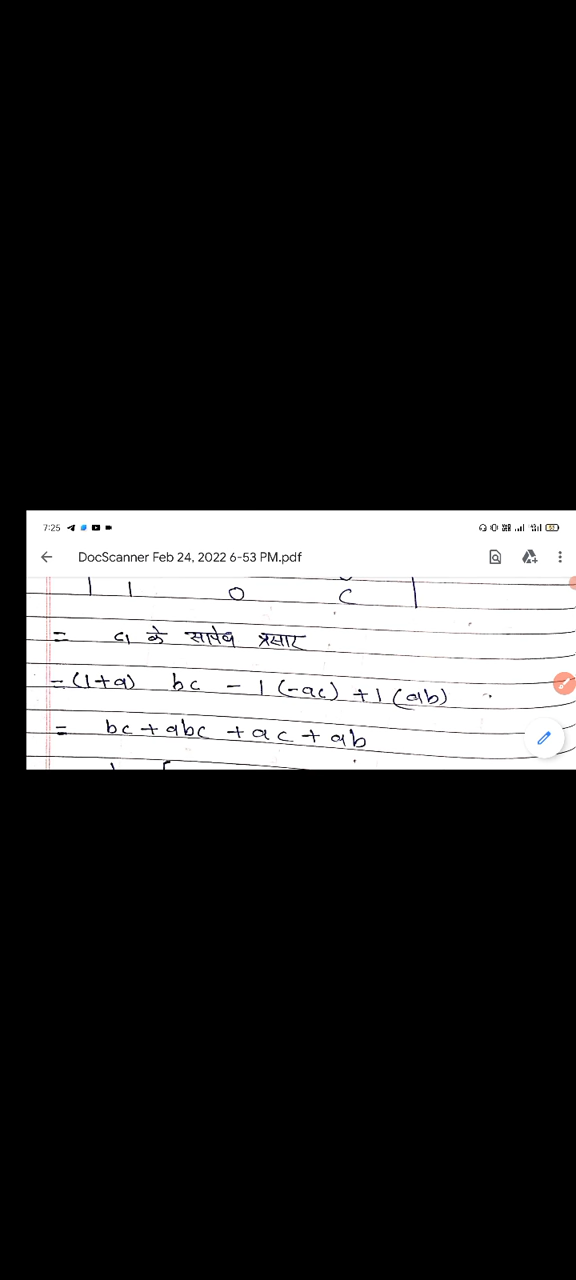 7:25
DocScanner Feb 24, 2022 6-53 PM.pdf
| 1 0 c |
= C1 के सापेक्ष प्रसार
= (1+a) bc - 1 (-ac) + 1 (ab)
= bc + abc + ac + ab